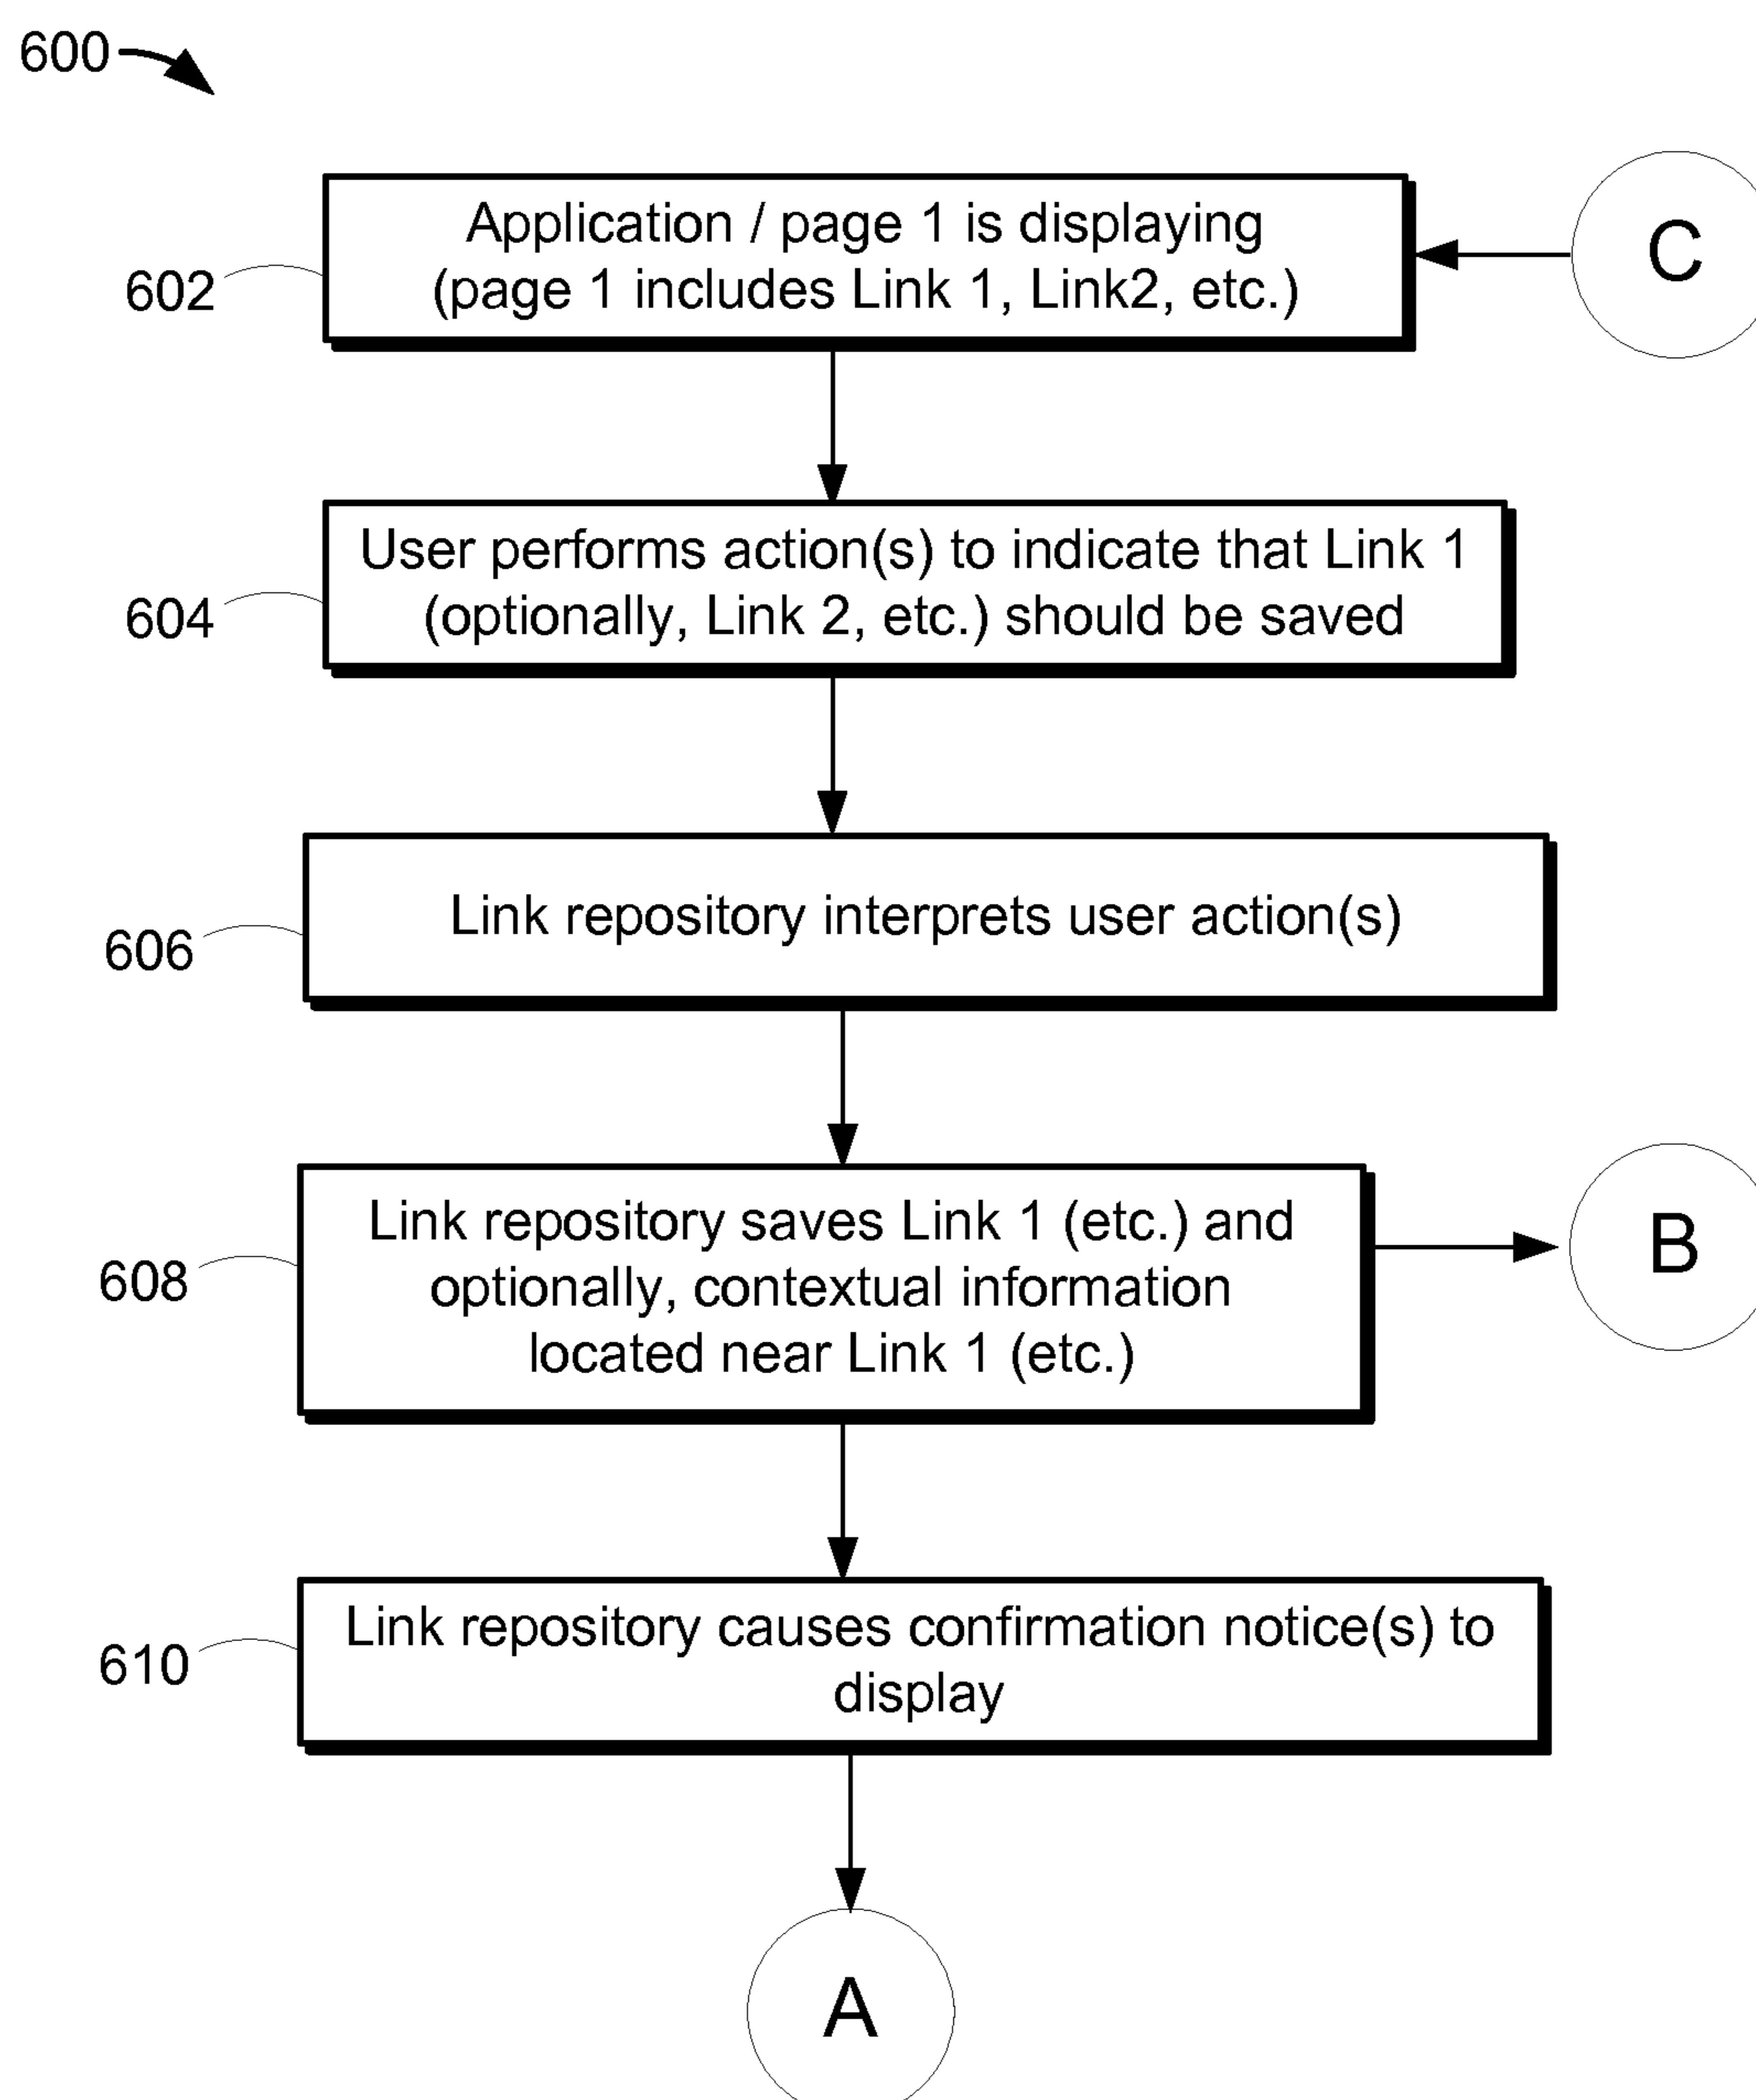 600
Application / page 1 is displaying
(page 1 includes Link 1, Link2, etc.)
C
602
User performs action(s) to indicate that Link 1
(optionally, Link 2, etc.) should be saved
604
Link repository interprets user action(s)
606
Link repository saves Link 1 (etc.) and
optionally, contextual information
located near Link 1 (etc.)
B
608
Link repository causes confirmation notice(s) to
display
610
A